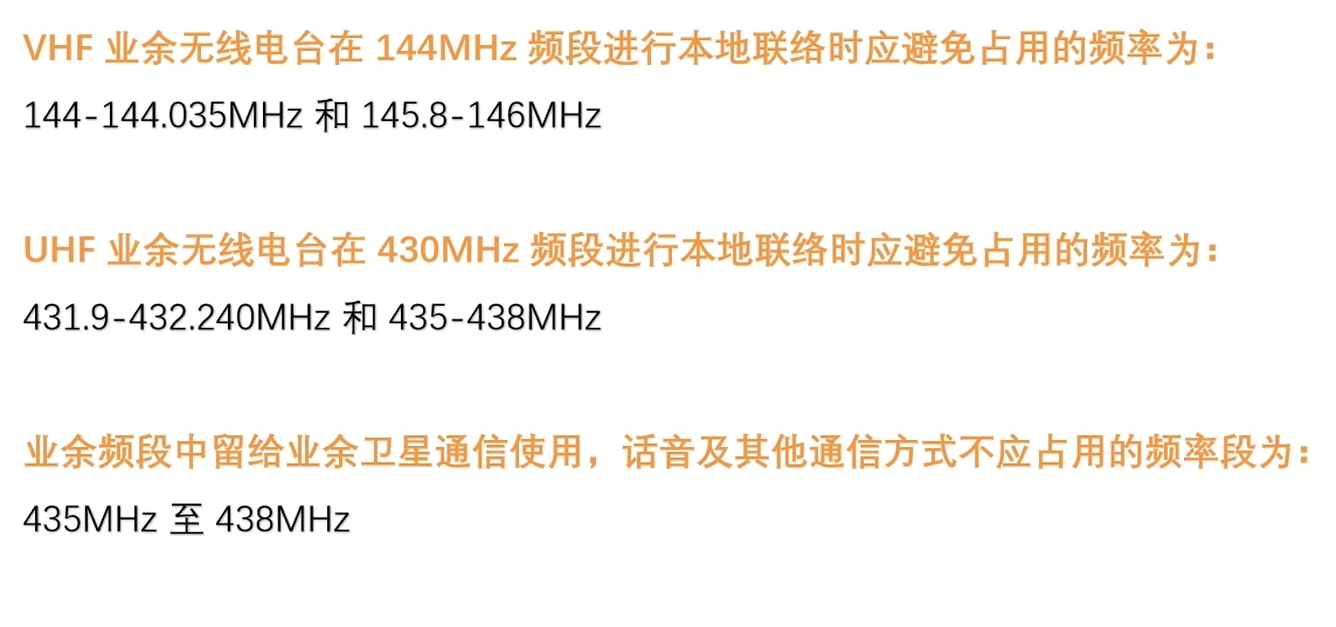 VHF 业余无线电台在 144MHz 频段进行本地联络时应避免占用的频率为：
144-144.035MHz 和 145.8-146MHz
UHF 业余无线电台在 430MHz 频段进行本地联络时应避免占用的频率为：
431.9-432.240MHz 和 435-438MHz
业余频段中留给业余卫星通信使用，话音及其他通信方式不应占用的频率段为：
435MHz 至 438MHz